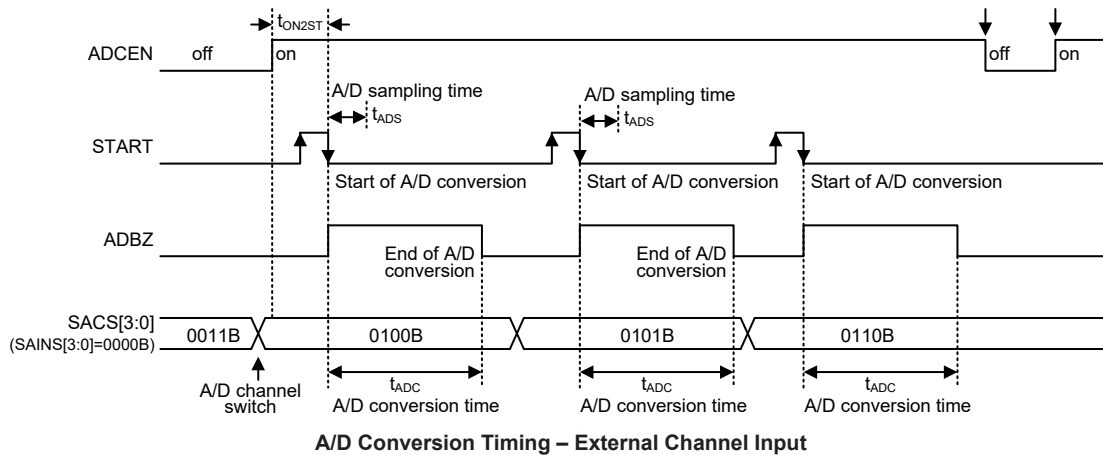 tON2ST
ADCEN
off
on
off
on
A/D sampling time
tADS
A/D sampling time
tADS
START
Start of A/D conversion
Start of A/D conversion
Start of A/D conversion
ADBZ
End of A/D
conversion
End of A/D
conversion
SACS[3:0]
(SAINS[3:0]=0000B)
0011B
0100B
0101B
0110B
A/D channel
switch
tADC
A/D conversion time
tADC
A/D conversion time
tADC
A/D conversion time
A/D Conversion Timing – External Channel Input